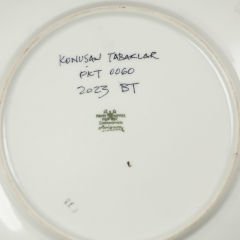 KONUŞAN TABAKLAR
PKT 0060
2023 BT